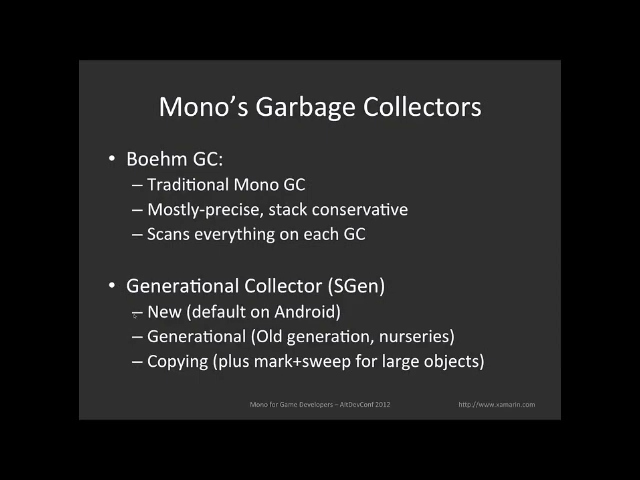 Mono's Garbage Collectors
• Boehm GC:
– Traditional Mono GC
– Mostly-precise, stack conservative
– Scans everything on each GC
• Generational Collector (SGen)
– New (default on Android)
– Generational (Old generation, nurseries)
– Copying (plus mark+sweep for large objects)
Mono for Game Developers – AltDevConf 2012
http://www.xamarin.com